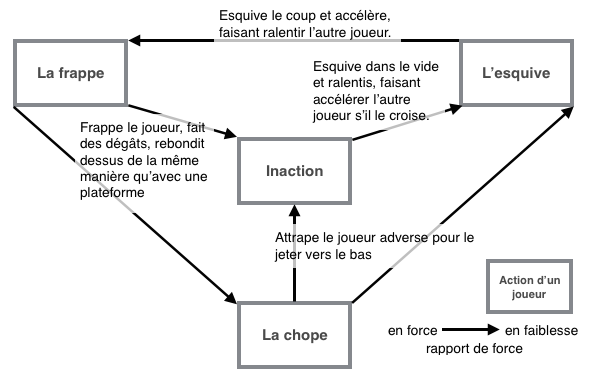 Esquive le coup et accélère,
faisant ralentir l'autre joueur.
La frappe
L'esquive
Esquive dans le vide
et ralentis, faisant
accélérer l'autre
joueur s'il le croise.
Frappe le joueur, fait
des dégâts, rebondit
dessus de la même
manière qu'avec une
plateforme
Inaction
Attrape le joueur adverse pour le
jeter vers le bas
La chope
Action d'un
joueur
en force
en faiblesse
rapport de force